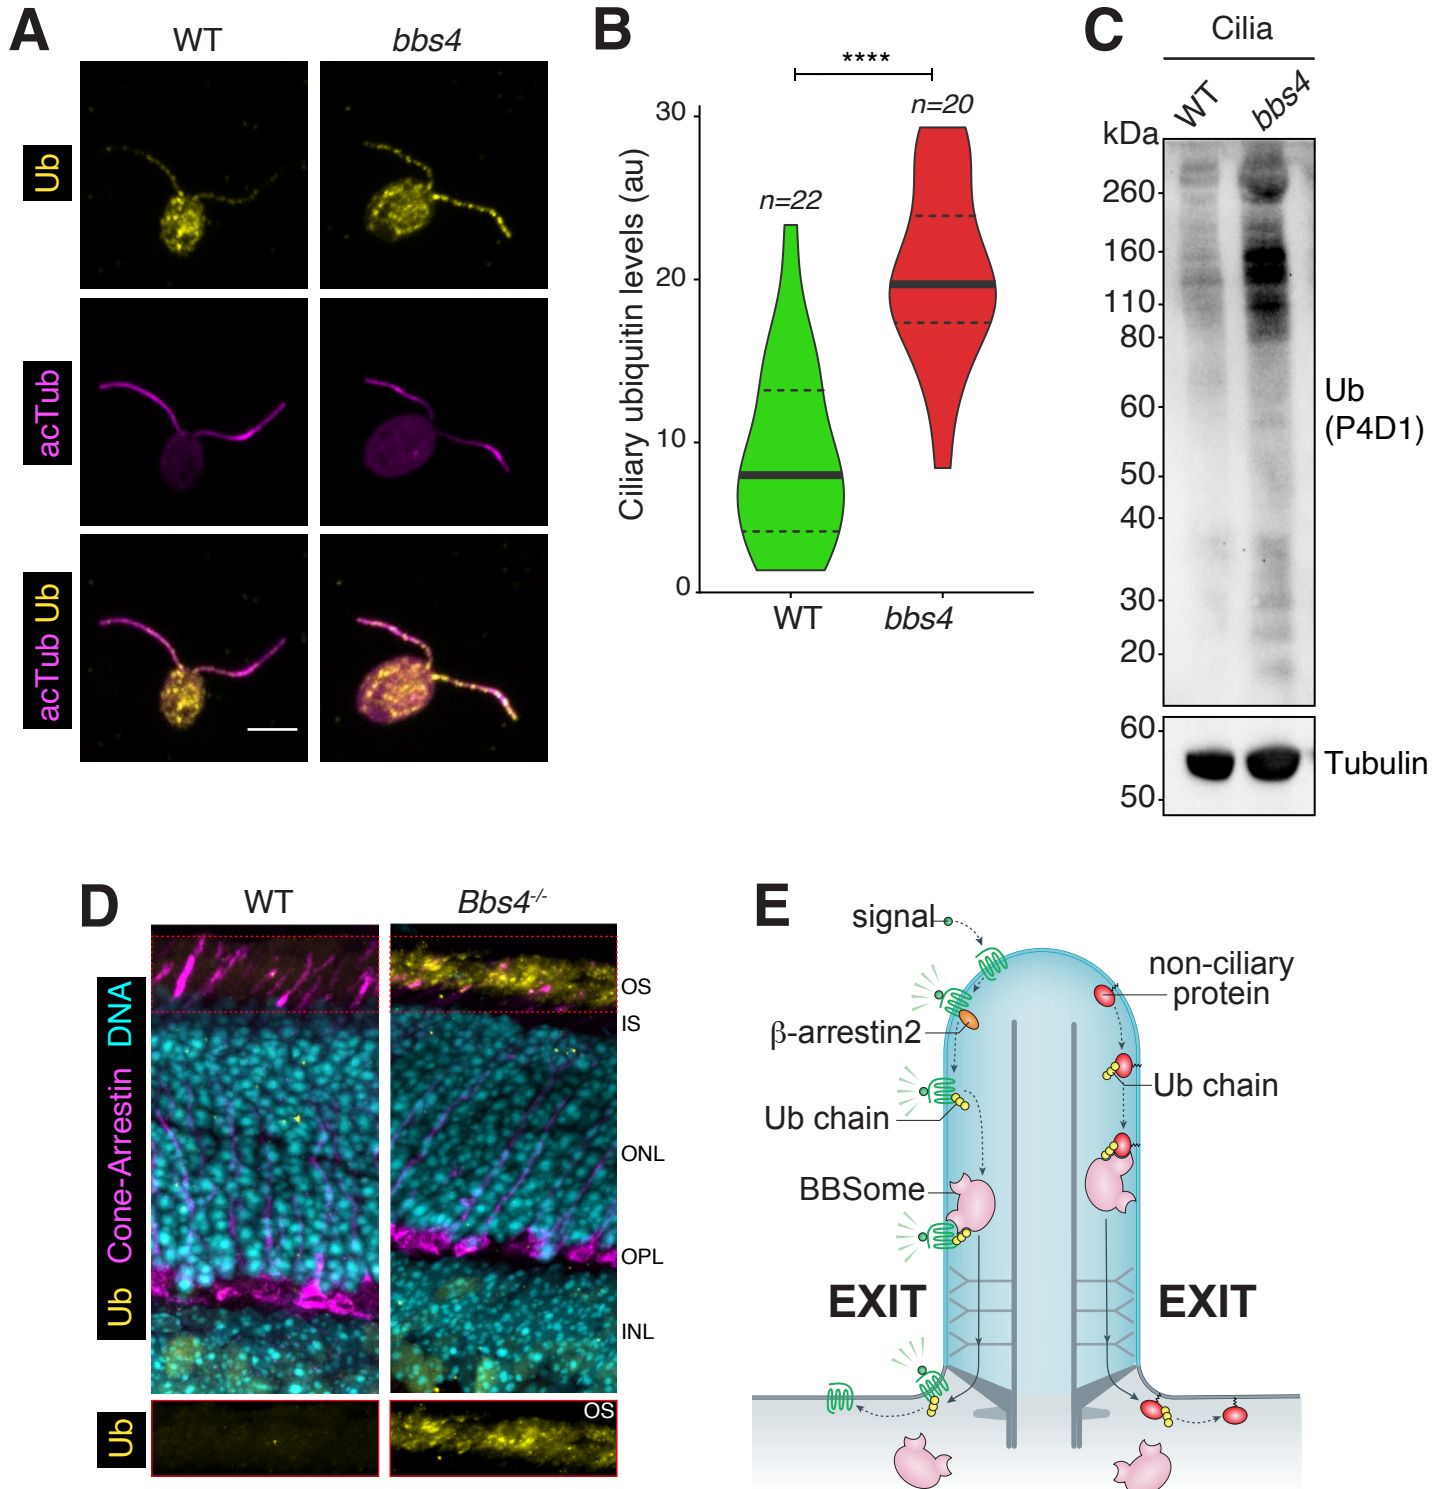 A
WT
bbs4
Ub
acTub
acTub Ub
B
****
n=20
n=22
Ciliary ubiquitin levels (au)
30
20
10
0
WT
bbs4
C
Cilia
WT
bbs4
kDa
260
160
110
80
60
50
40
30
20
Ub
(P4D1)
60
50
Tubulin
D
WT
Bbs4-/-
Ub Cone-Arrestin DNA
OS
IS
ONL
OPL
INL
Ub
OS
E
signal
non-ciliary
protein
β-arrestin2
Ub chain
Ub chain
BBSome
EXIT
EXIT